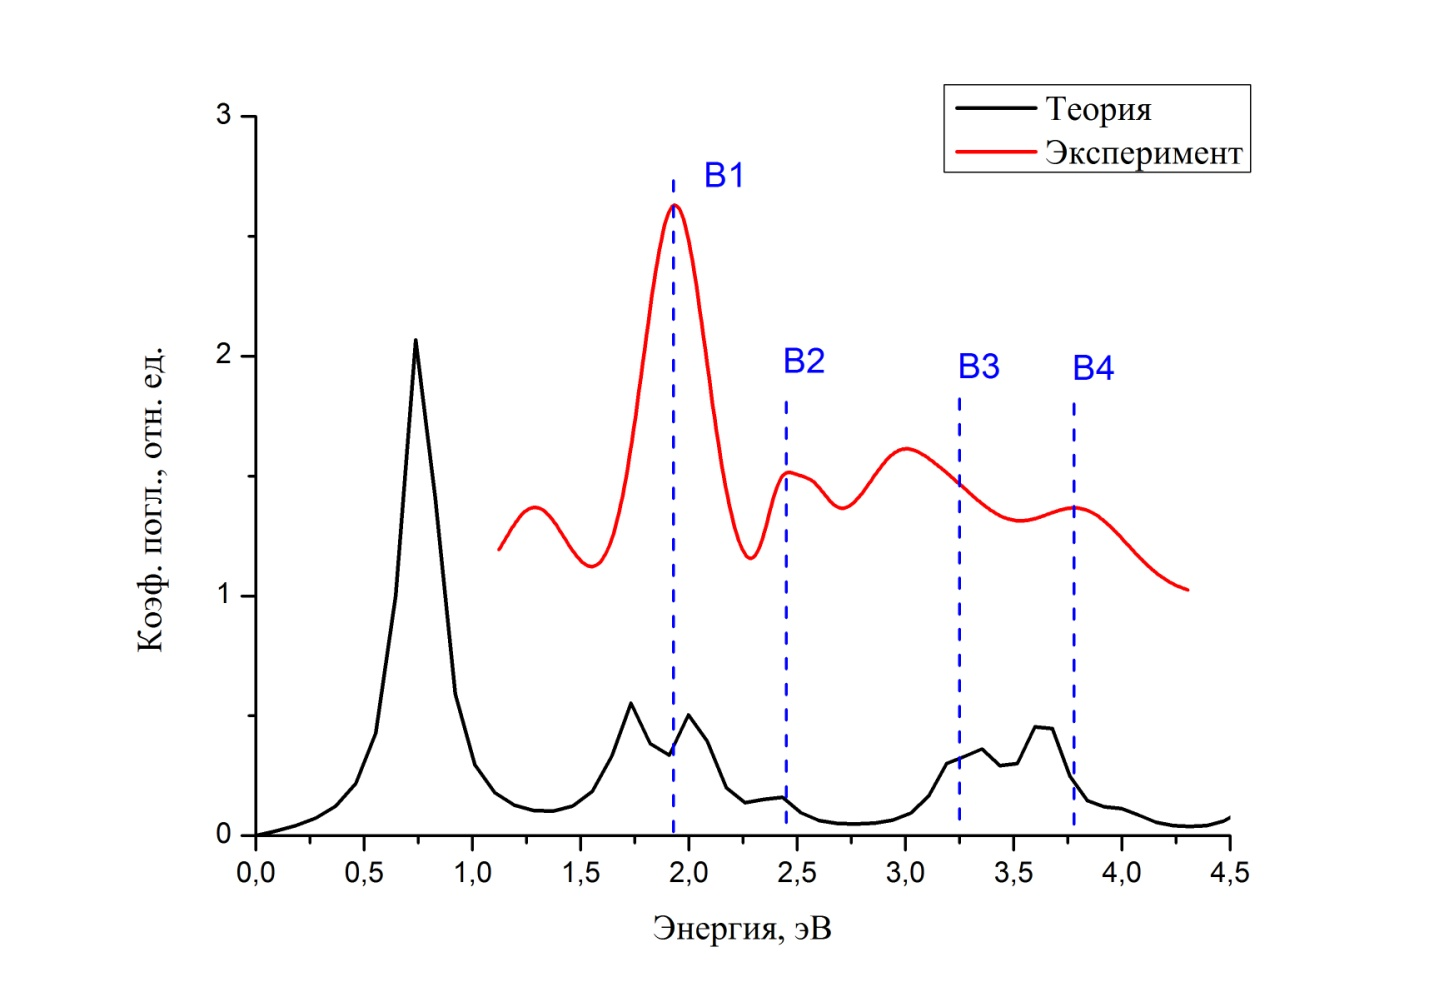 Теория
Эксперимент
3
2
1
0
B1
B2
B3
B4
Коэф. погл., отн. ед.
0,0 0,5 1,0 1,5 2,0 2,5 3,0 3,5 4,0 4,5
Энергия, эВ